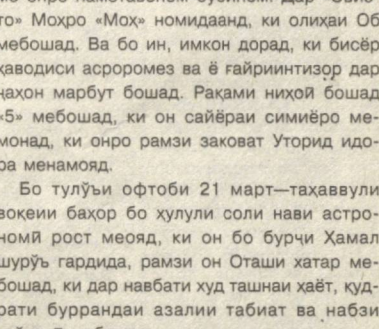 то» Моҳро «Моҳ» номидаанд, ки олиҳаи Об
мебошад. Ва бо ин, имкон дорад, ки бисёр
ҳаводиси асроромез ва ё ғайриинтизор дар
ҷаҳон марбут бошад. Рақами ниҳоӣ бошад
«5» мебошад, ки он сайёраи симиёро ме-
монад, ки онро рамзи заковат Уторид идо-
ра менамояд.
Бо тулӯъи офтоби 21 март—таҳаввули
воқеии баҳор бо ҳулули соли нави астро-
номӣ рост меояд, ки он бо бурҷи Ҳамал
шурӯъ гардида, рамзи он Оташи хатар ме-
бошад, ки дар навбати худ ташнаи ҳаёт, қуд-
рати буррандаи азалии табиат ва набзи